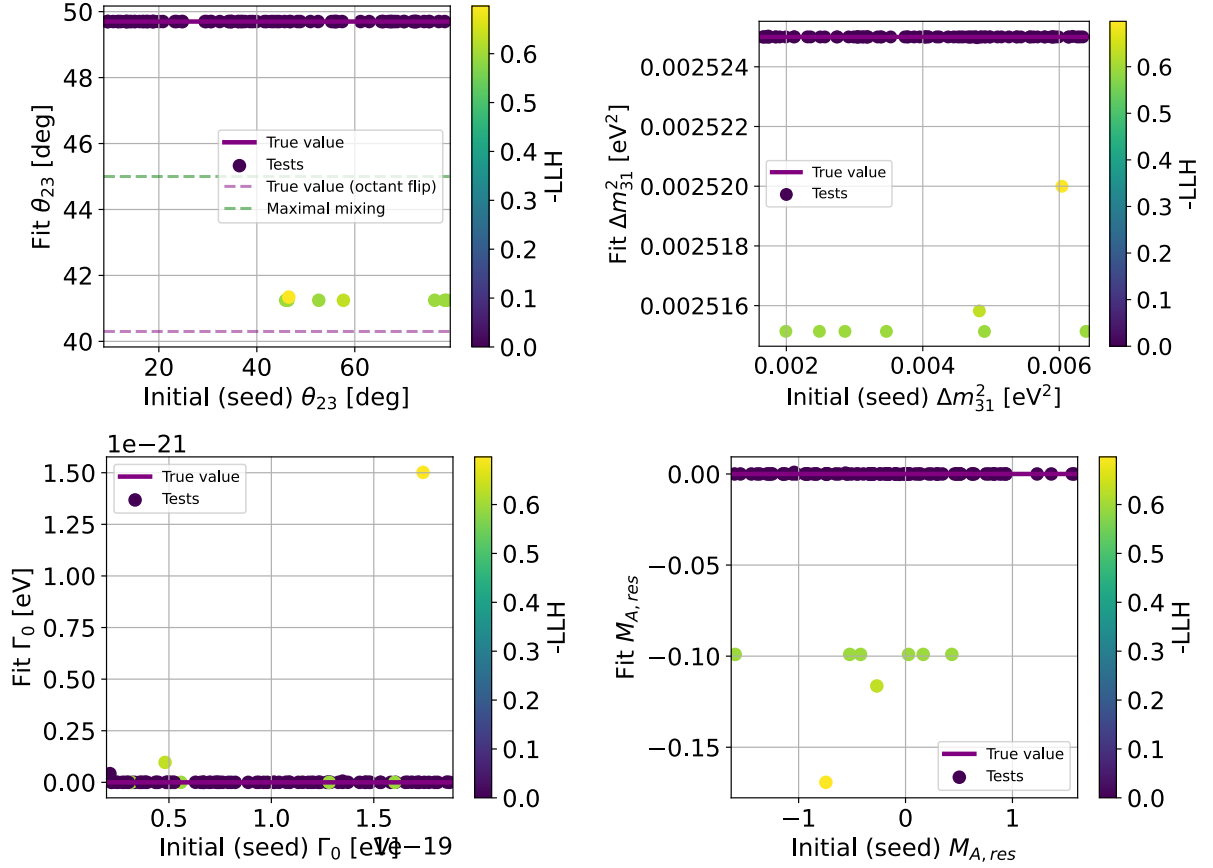 50
48
46
44
42
40
Fit θ23 [deg]
True value
Tests
True value (octant flip)
Maximal mixing
20
40
60
Initial (seed) θ23 [deg]
0.6
0.5
0.4
0.3
0.2
0.1
0.0
-LLH
0.002524
0.002522
0.002520
0.002518
0.002516
Fit Δm²31 [eV²]
True value
Tests
0.002
0.004
0.006
Initial (seed) Δm²31 [eV²]
0.6
0.5
0.4
0.3
0.2
0.1
0.0
-LLH
1e−21
1.50
1.25
1.00
0.75
0.50
0.25
0.00
Fit Γ0 [eV]
True value
Tests
0.5
1.0
1.5
Initial (seed) Γ0 [eV]
1e−19
0.6
0.5
0.4
0.3
0.2
0.1
0.0
-LLH
0.00
−0.05
−0.10
−0.15
Fit MA,res
True value
Tests
−1
0
1
Initial (seed) MA,res
0.6
0.5
0.4
0.3
0.2
0.1
0.0
-LLH